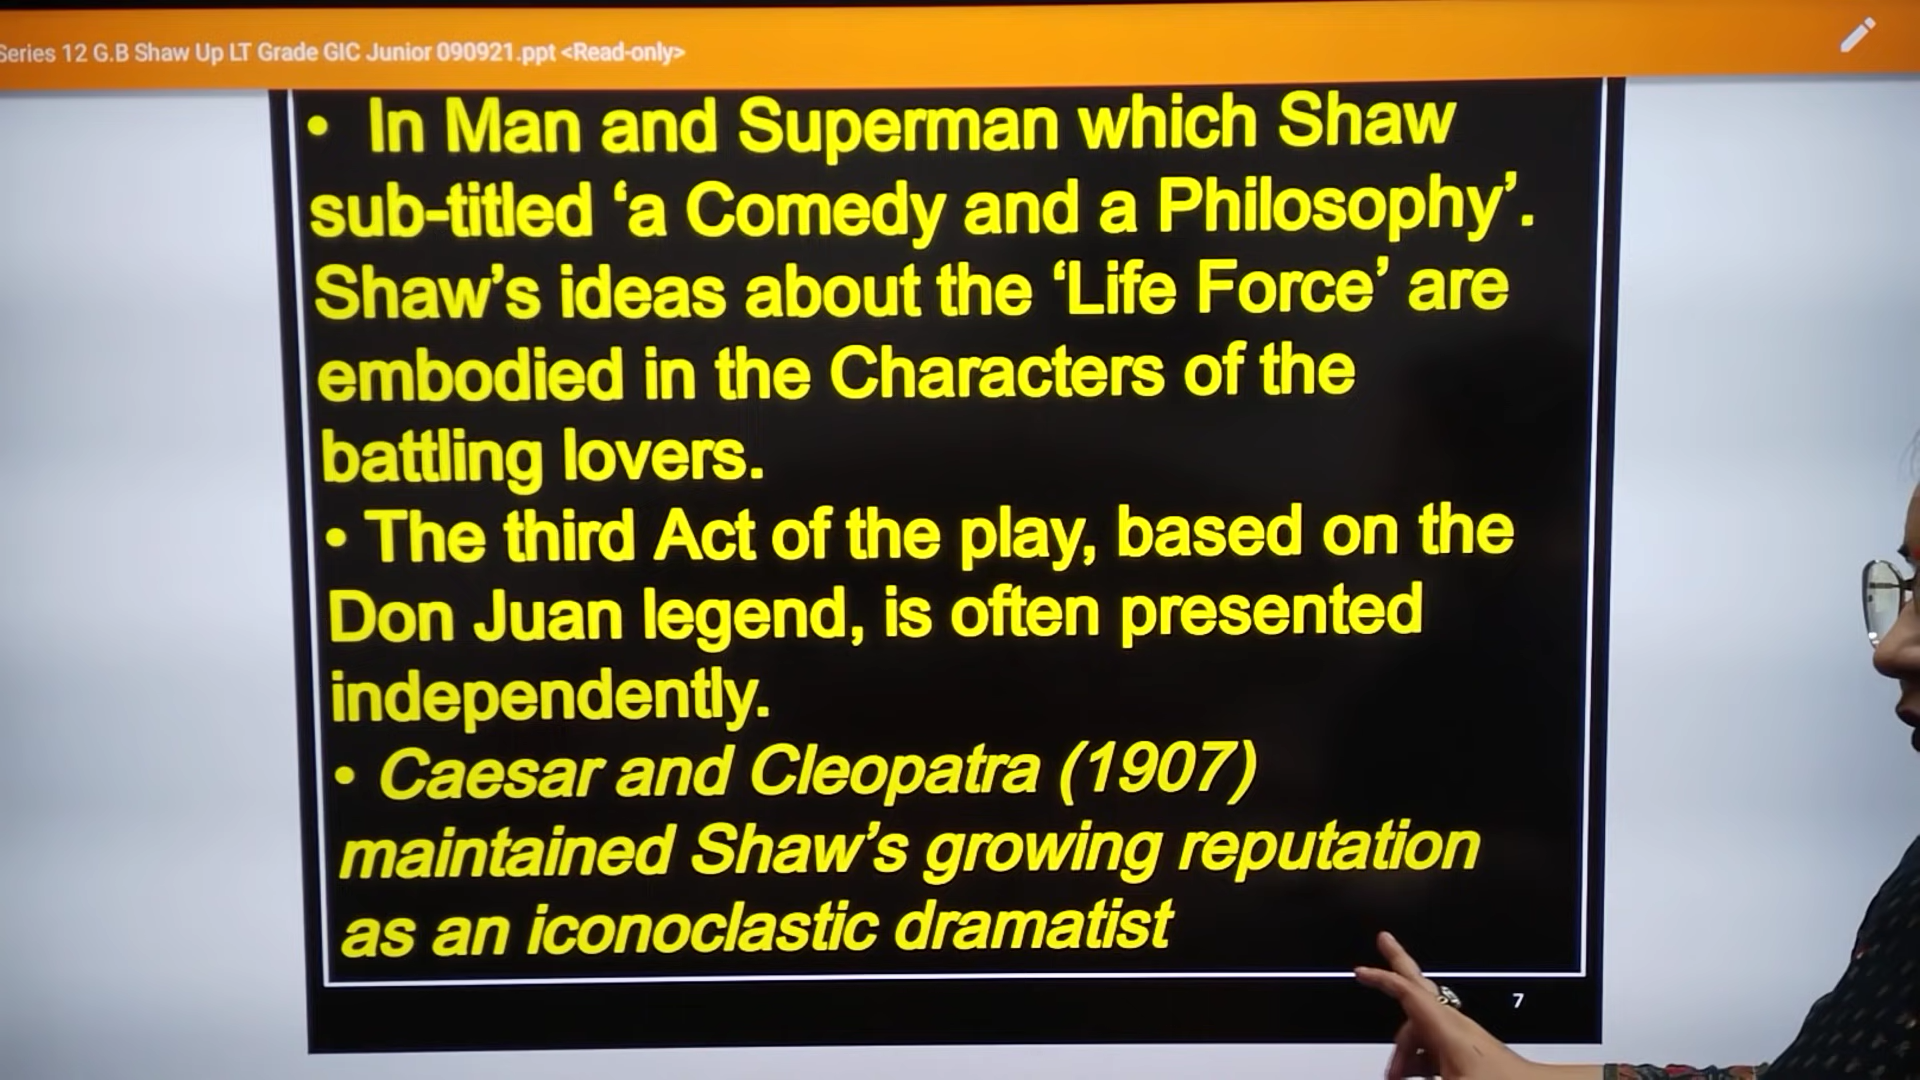 Series 12 G.B Shaw Up LT Grade GIC Junior 090921.ppt <Read-only>
• In Man and Superman which Shaw
sub-titled ‘a Comedy and a Philosophy’.
Shaw’s ideas about the ‘Life Force’ are
embodied in the Characters of the
battling lovers.
• The third Act of the play, based on the
Don Juan legend, is often presented
independently.
• Caesar and Cleopatra (1907)
maintained Shaw’s growing reputation
as an iconoclastic dramatist
7